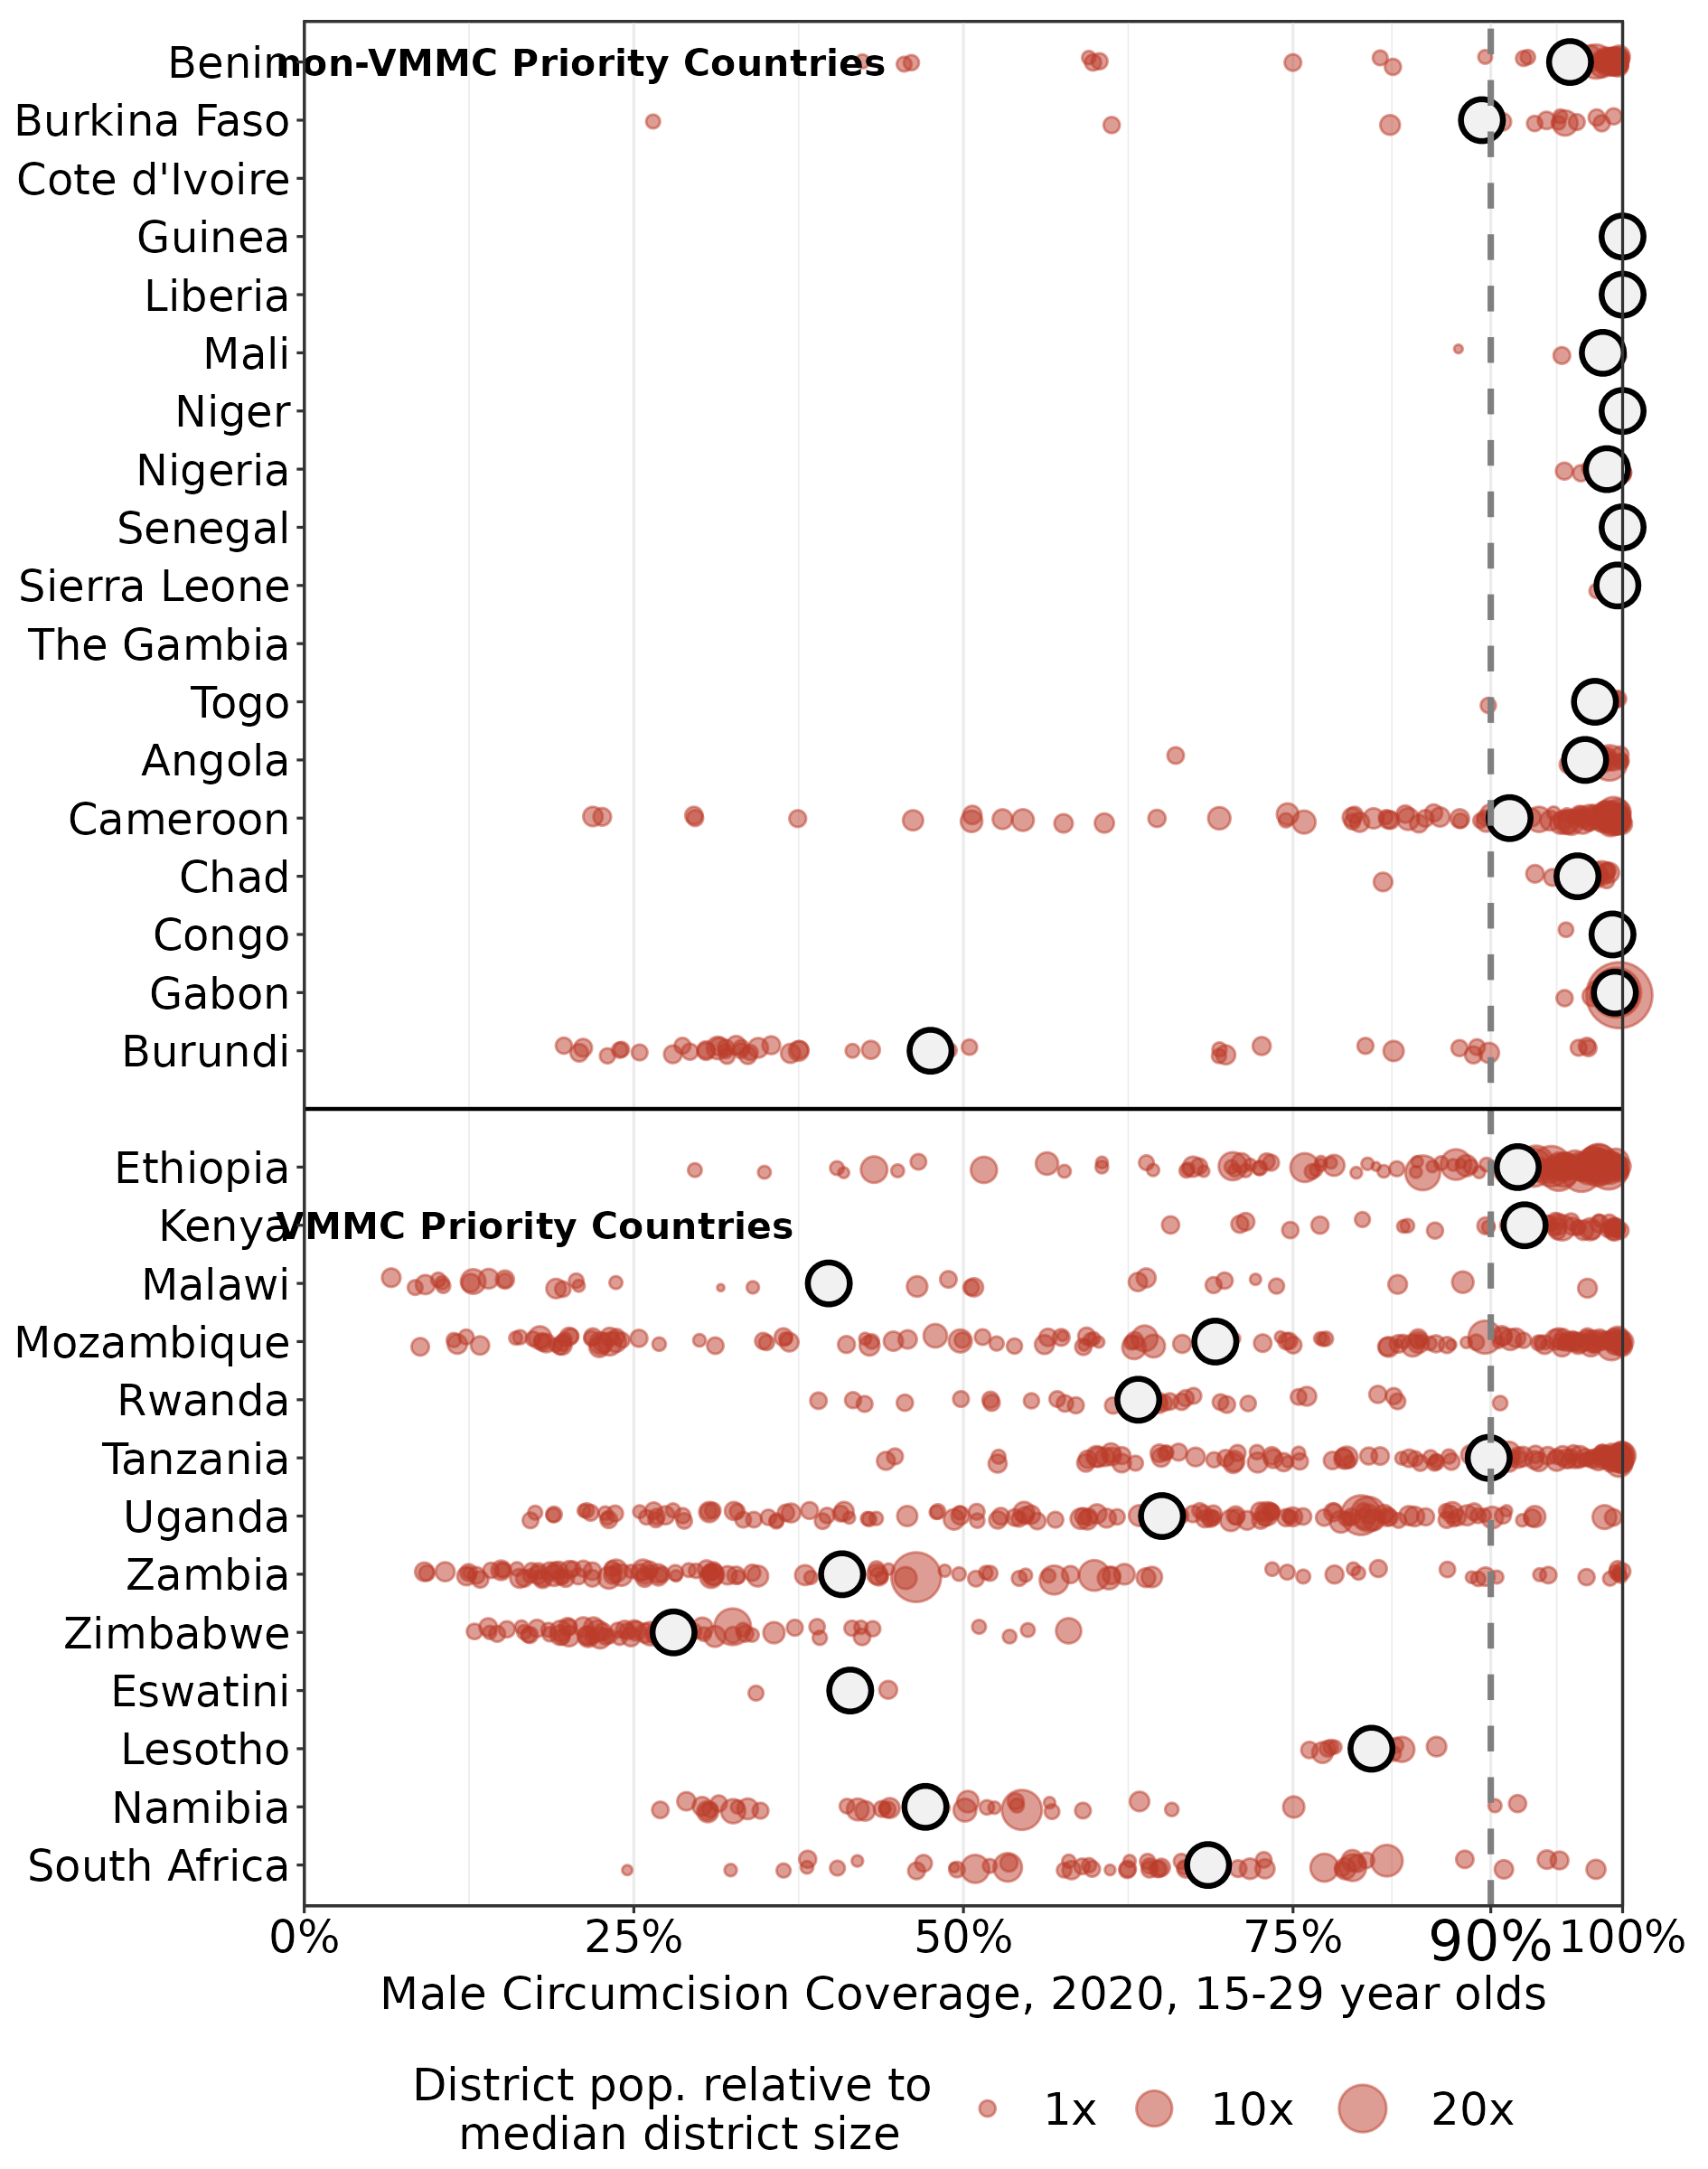 Benin
non-VMMC Priority Countries
Burkina Faso
Cote d'Ivoire
Guinea
Liberia
Mali
Niger
Nigeria
Senegal
Sierra Leone
The Gambia
Togo
Angola
Cameroon
Chad
Congo
Gabon
Burundi
Ethiopia
Kenya
VMMC Priority Countries
Malawi
Mozambique
Rwanda
Tanzania
Uganda
Zambia
Zimbabwe
Eswatini
Lesotho
Namibia
South Africa
0% 25% 50% 75% 90% 100%
Male Circumcision Coverage, 2020, 15-29 year olds
District pop. relative to
median district size
1x 10x 20x